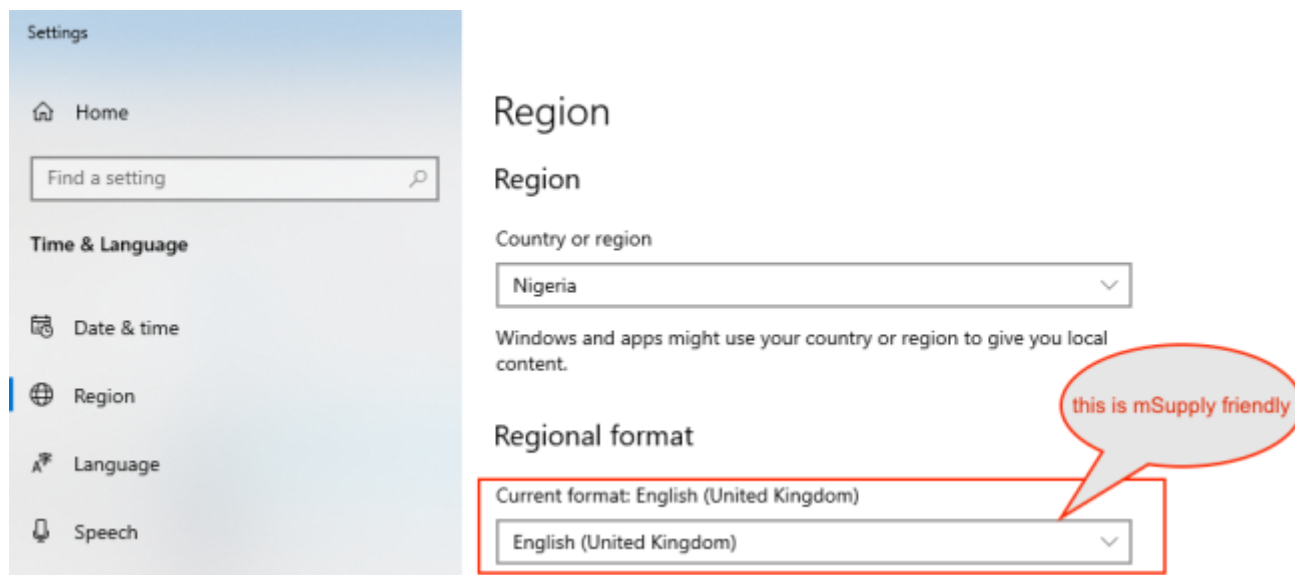 Settings
Home
Find a setting
Time & Language
Date & time
Region
Language
Speech
Region
Region
Country or region
Nigeria
Windows and apps might use your country or region to give you local
content.
this is mSupply friendly
Regional format
Current format: English (United Kingdom)
English (United Kingdom)